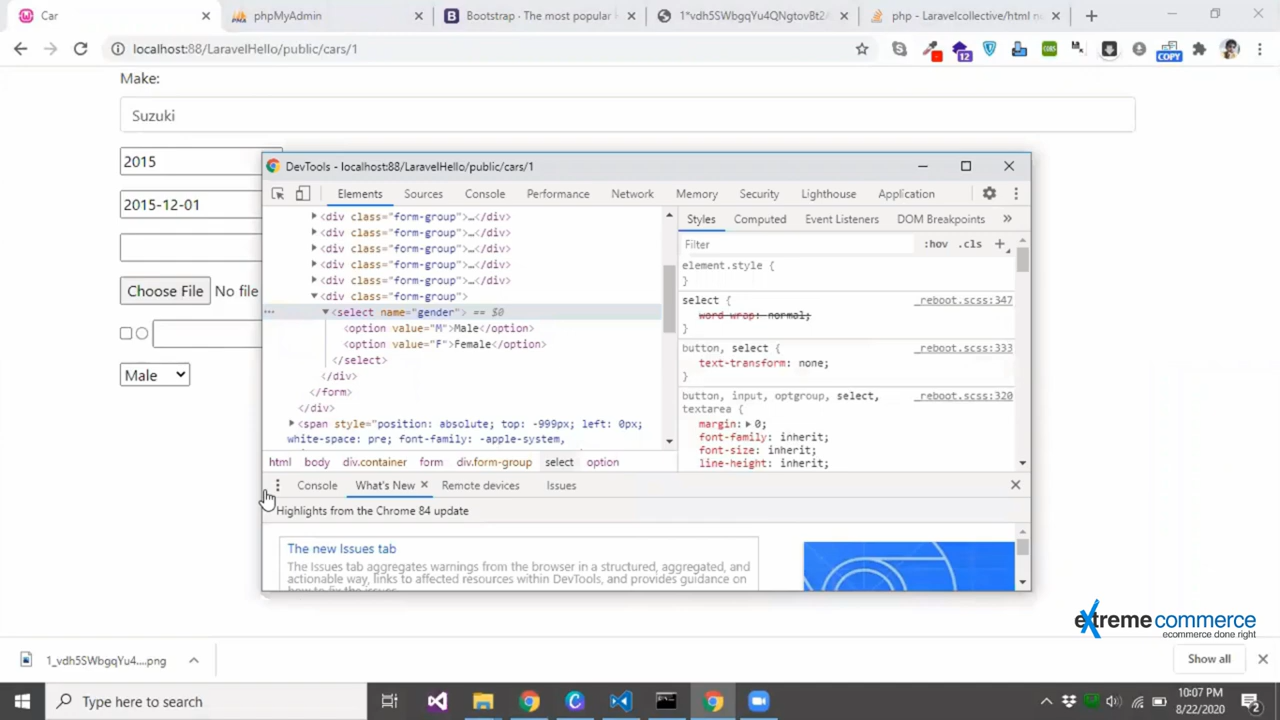 Car
phpMyAdmin
Bootstrap · The most popular
1*vdh5SWbgqYu4QNgtovBt2
php - Laravelcollective/html n
localhost:88/LaravelHello/public/cars/1
12
COPY
Make:
Suzuki
2015
2015-12-01
Choose File No file
Male
DevTools - localhost:88/LaravelHello/public/cars/1
Elements Sources Console Performance Network Memory Security Lighthouse Application
<div class="form-group">…</div>
<div class="form-group">…</div>
<div class="form-group">…</div>
<div class="form-group">…</div>
<div class="form-group">…</div>
<div class="form-group">
<select name="gender"> == $0
<option value="M">Male</option>
<option value="F">Female</option>
</select>
</div>
</form>
</div>
<span style="position: absolute; top: -999px; left: 0px;
white-space: pre; font-family: -apple-system,
html body div.container form div.form-group select option
Styles Computed Event Listeners DOM Breakpoints »
Filter :hov .cls +
element.style {
}
select { _reboot.scss:347
word-wrap: normal;
}
button, select { _reboot.scss:333
text-transform: none;
}
button, input, optgroup, select, _reboot.scss:320
textarea {
margin: 0;
font-family: inherit;
font-size: inherit;
line-height: inherit;
Console What's New Remote devices Issues
Highlights from the Chrome 84 update
The new Issues tab
The Issues tab aggregates warnings from the browser in a structured, aggregated, and
actionable way, links to affected resources within DevTools, and provides guidance on
how to fix the issues.
extreme commerce
ecommerce done right
1_vdh5SWbgqYu4....png
Show all
Type here to search
10:07 PM
8/22/2020
2